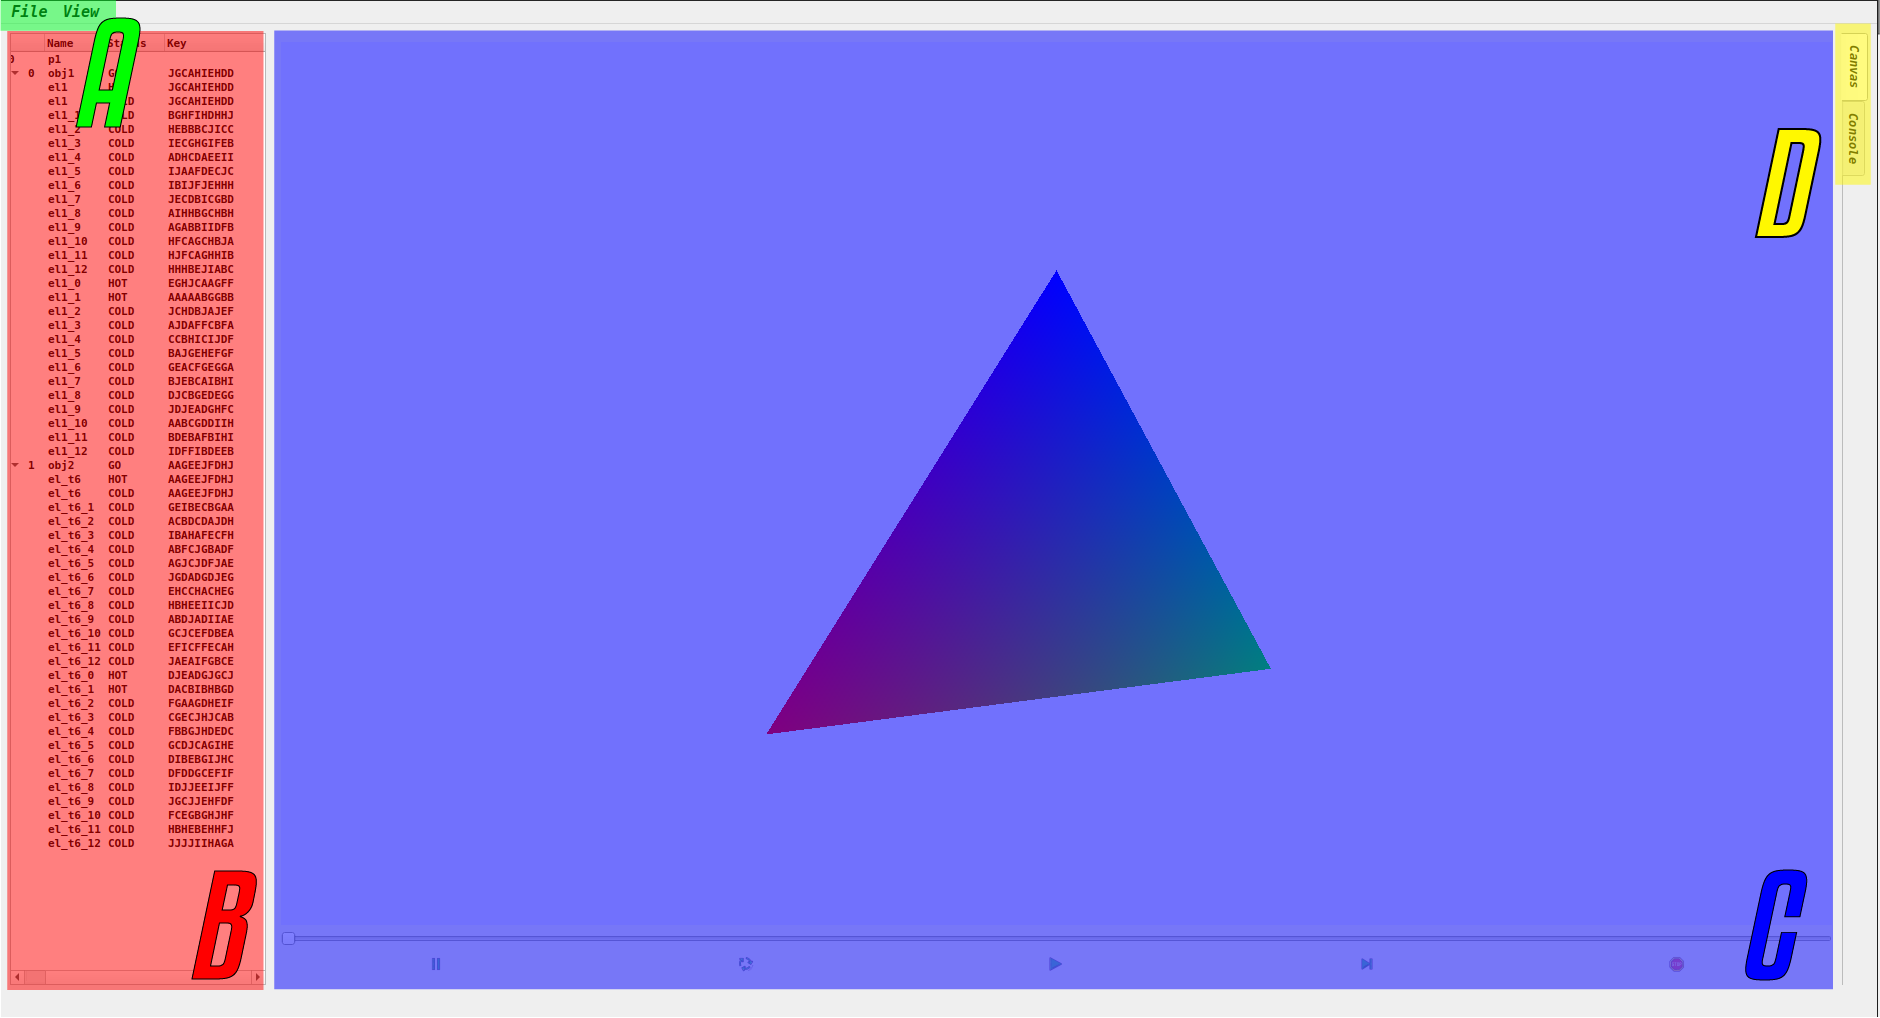 File View
A
Name Status Key
0 p1
0 obj1 GO JGCAHIEHDD
el1 JGCAHIEHDD
el1 COLD JGCAHIEHDD
el1_1 COLD BGHFIHDHHJ
el1_2 COLD HEBBBCJICC
el1_3 COLD IECGHGIFEB
el1_4 COLD ADHCDAEEII
el1_5 COLD IJAAFDECJC
el1_6 COLD IBIJFJEHHH
el1_7 COLD JECDBICGBD
el1_8 COLD AIHHBGCHBH
el1_9 COLD AGABBIIDFB
el1_10 COLD HFCAGCHBJA
el1_11 COLD HJFCAGHHIB
el1_12 COLD HHHBEJIABC
el1_0 HOT EGHJCAAGFF
el1_1 HOT AAAAABGGBB
el1_2 COLD JCHDBJAJEF
el1_3 COLD AJDAFFCBFA
el1_4 COLD CCBHICIJDF
el1_5 COLD BAJGEHEFGF
el1_6 COLD GEACFGEGGA
el1_7 COLD BJEBCAIBHI
el1_8 COLD DJCBGEDEGG
el1_9 COLD JDJEADGHFC
el1_10 COLD AABCGDDIIH
el1_11 COLD BDEBAFBIHI
el1_12 COLD IDFFIBDEEB
1 obj2 GO AAGEEJFDHJ
el_t6 HOT AAGEEJFDHJ
el_t6 COLD AAGEEJFDHJ
el_t6_1 COLD GEIBECBGAA
el_t6_2 COLD ACBDCDAJDH
el_t6_3 COLD IBAHAFECFH
el_t6_4 COLD ABFCJGBADF
el_t6_5 COLD AGJCJDFJAE
el_t6_6 COLD JGDADGDJEG
el_t6_7 COLD EHCCHACHEG
el_t6_8 COLD HBHEEIICJD
el_t6_9 COLD ABDJADIIAE
el_t6_10 COLD GCJCEFDBEA
el_t6_11 COLD EFICFFECAH
el_t6_12 COLD JAEAIFGBCE
el_t6_0 HOT DJEADGJGCJ
el_t6_1 HOT DACBIBHBGD
el_t6_2 COLD FGAAGDHEIF
el_t6_3 COLD CGECJHJCAB
el_t6_4 COLD FBBGJHDEDC
el_t6_5 COLD GCDJCAGIHE
el_t6_6 COLD DIBEBGIJHC
el_t6_7 COLD DFDDGCEFIF
el_t6_8 COLD IDJJEEIJFF
el_t6_9 COLD JGCJJEHFDF
el_t6_10 COLD FCEGBGHJHF
el_t6_11 COLD HBHEBEHHFJ
el_t6_12 COLD JJJJIIHAGA
B
C
D
Canvas
Console